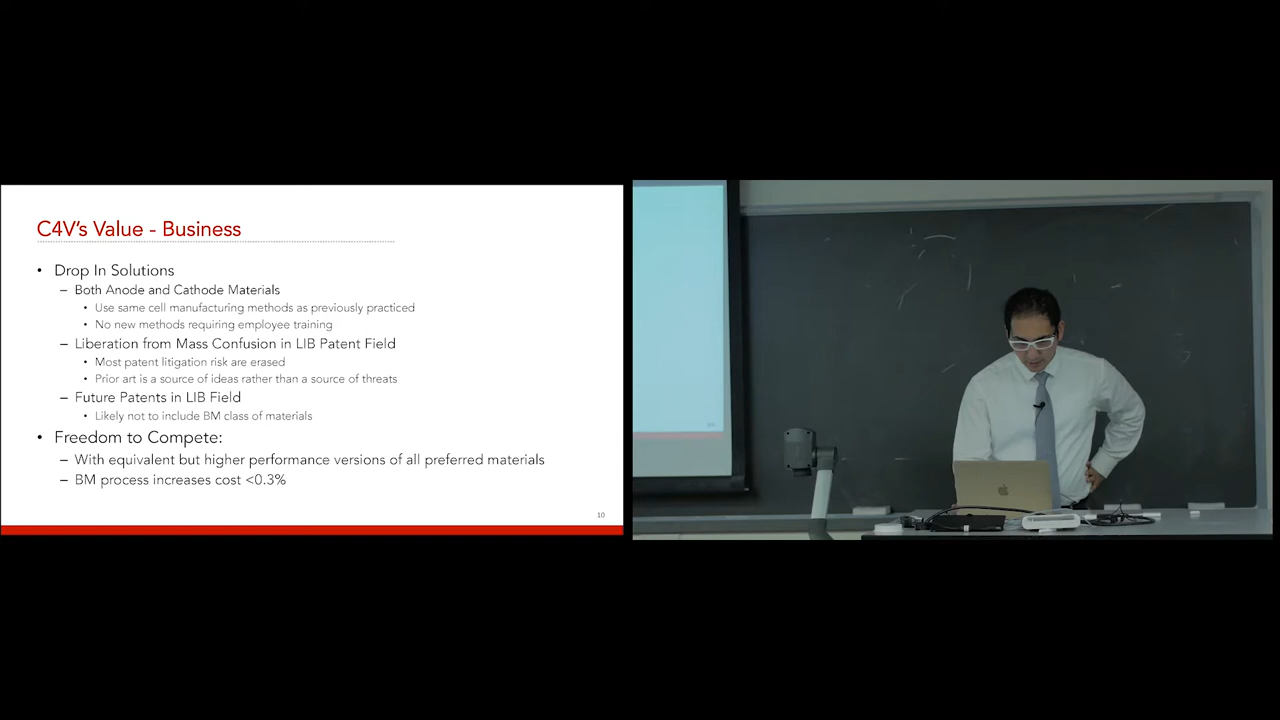 C4V's Value - Business
• Drop In Solutions
– Both Anode and Cathode Materials
• Use same cell manufacturing methods as previously practiced
• No new methods requiring employee training
– Liberation from Mass Confusion in LIB Patent Field
• Most patent litigation risk are erased
• Prior art is a source of ideas rather than a source of threats
– Future Patents in LIB Field
• Likely not to include BM class of materials
• Freedom to Compete:
– With equivalent but higher performance versions of all preferred materials
– BM process increases cost <0.3%
10